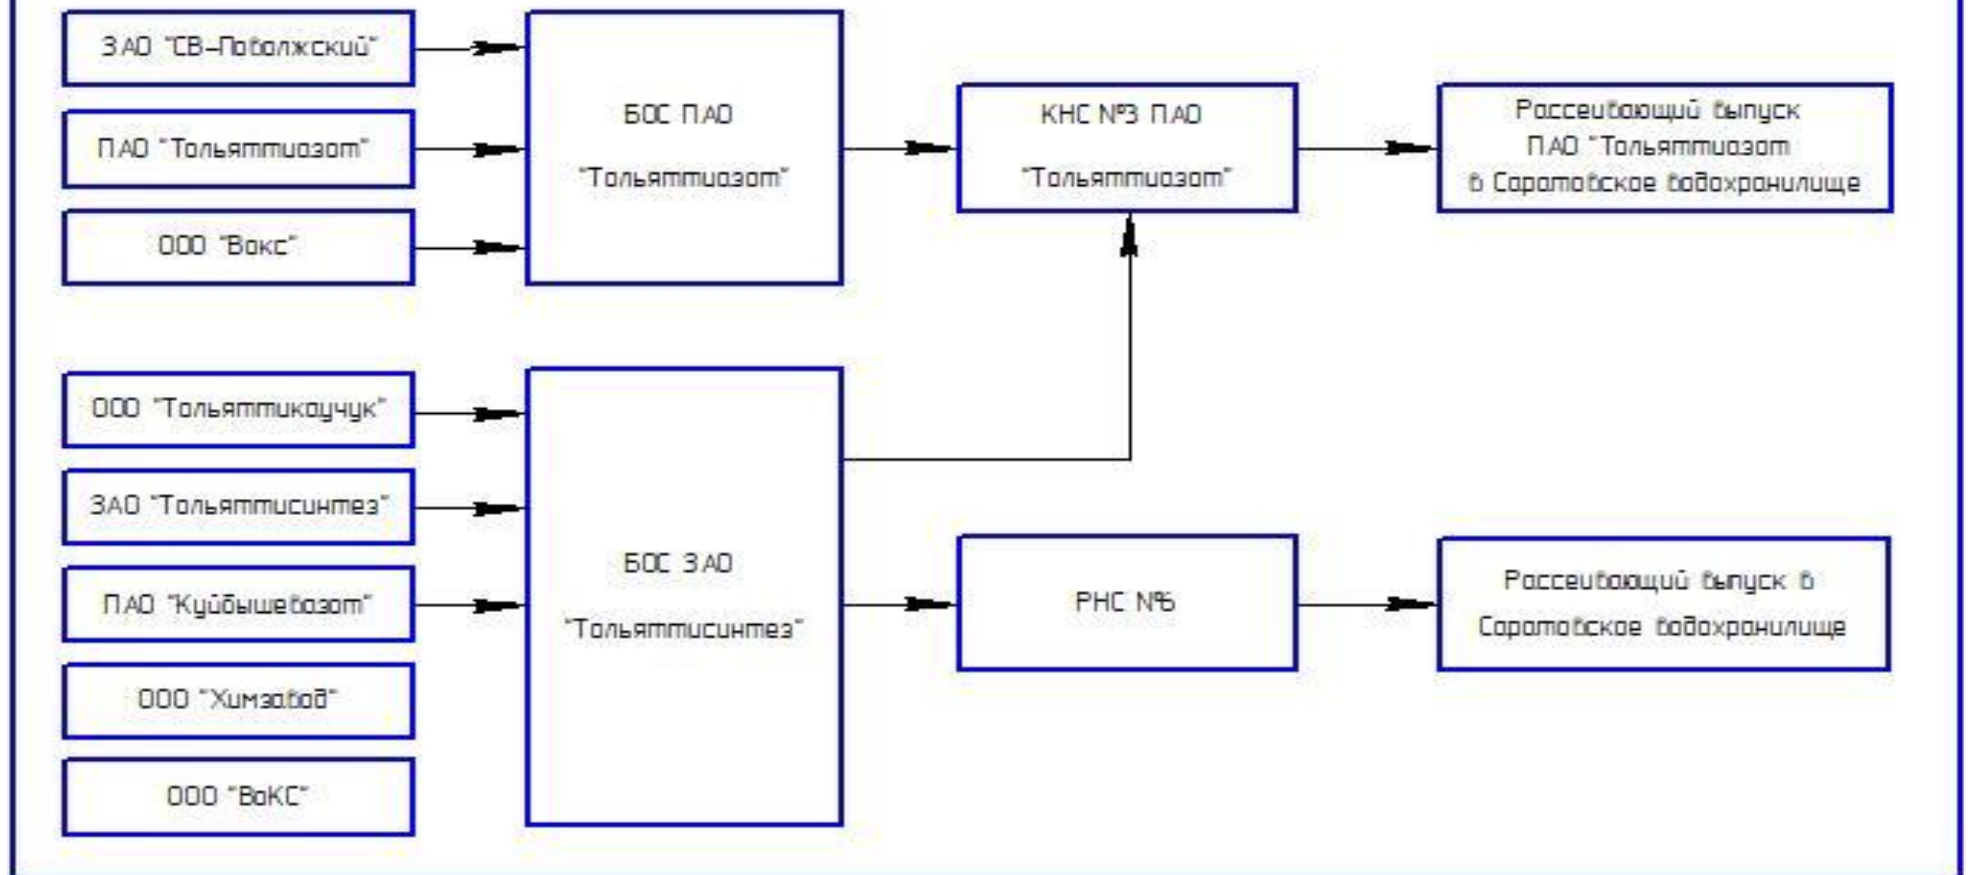 ЗАО "СВ-Поволжский"
ПАО "Тольяттиазот"
ООО "Вокс"
БОС ПАО
"Тольяттиазот"
КНС №3 ПАО
"Тольяттиазот"
Рассеивающий выпуск
ПАО "Тольяттиазот
в Саратовское водохранилище
ООО "Тольяттикаучук"
ЗАО "Тольяттисинтез"
ПАО "Куйбышевазот"
ООО "Химзавод"
ООО "ВоКС"
БОС ЗАО
"Тольяттисинтез"
РНС №6
Рассеивающий выпуск в
Саратовское водохранилище